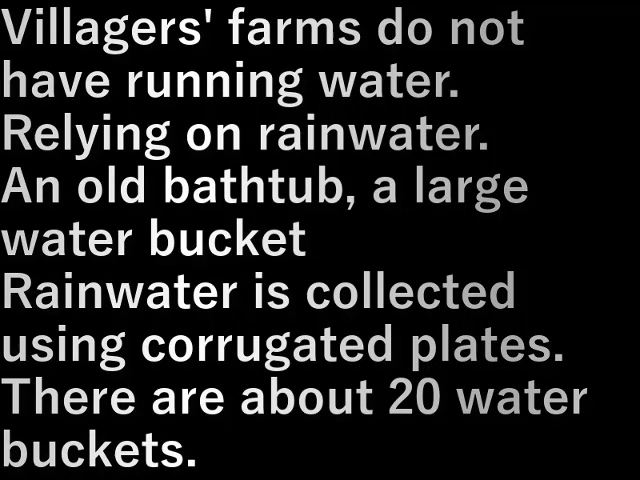 Villagers' farms do not
have running water.
Relying on rainwater.
An old bathtub, a large
water bucket
Rainwater is collected
using corrugated plates.
There are about 20 water
buckets.